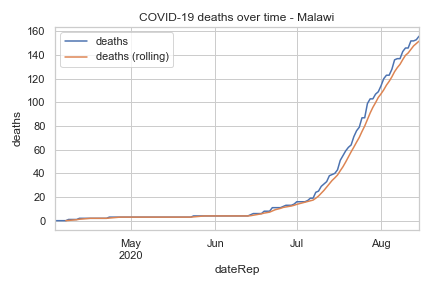 COVID-19 deaths over time - Malawi
deaths
deaths (rolling)
160
140
120
100
80
60
40
20
0
deaths
May
2020
Jun
Jul
Aug
dateRep